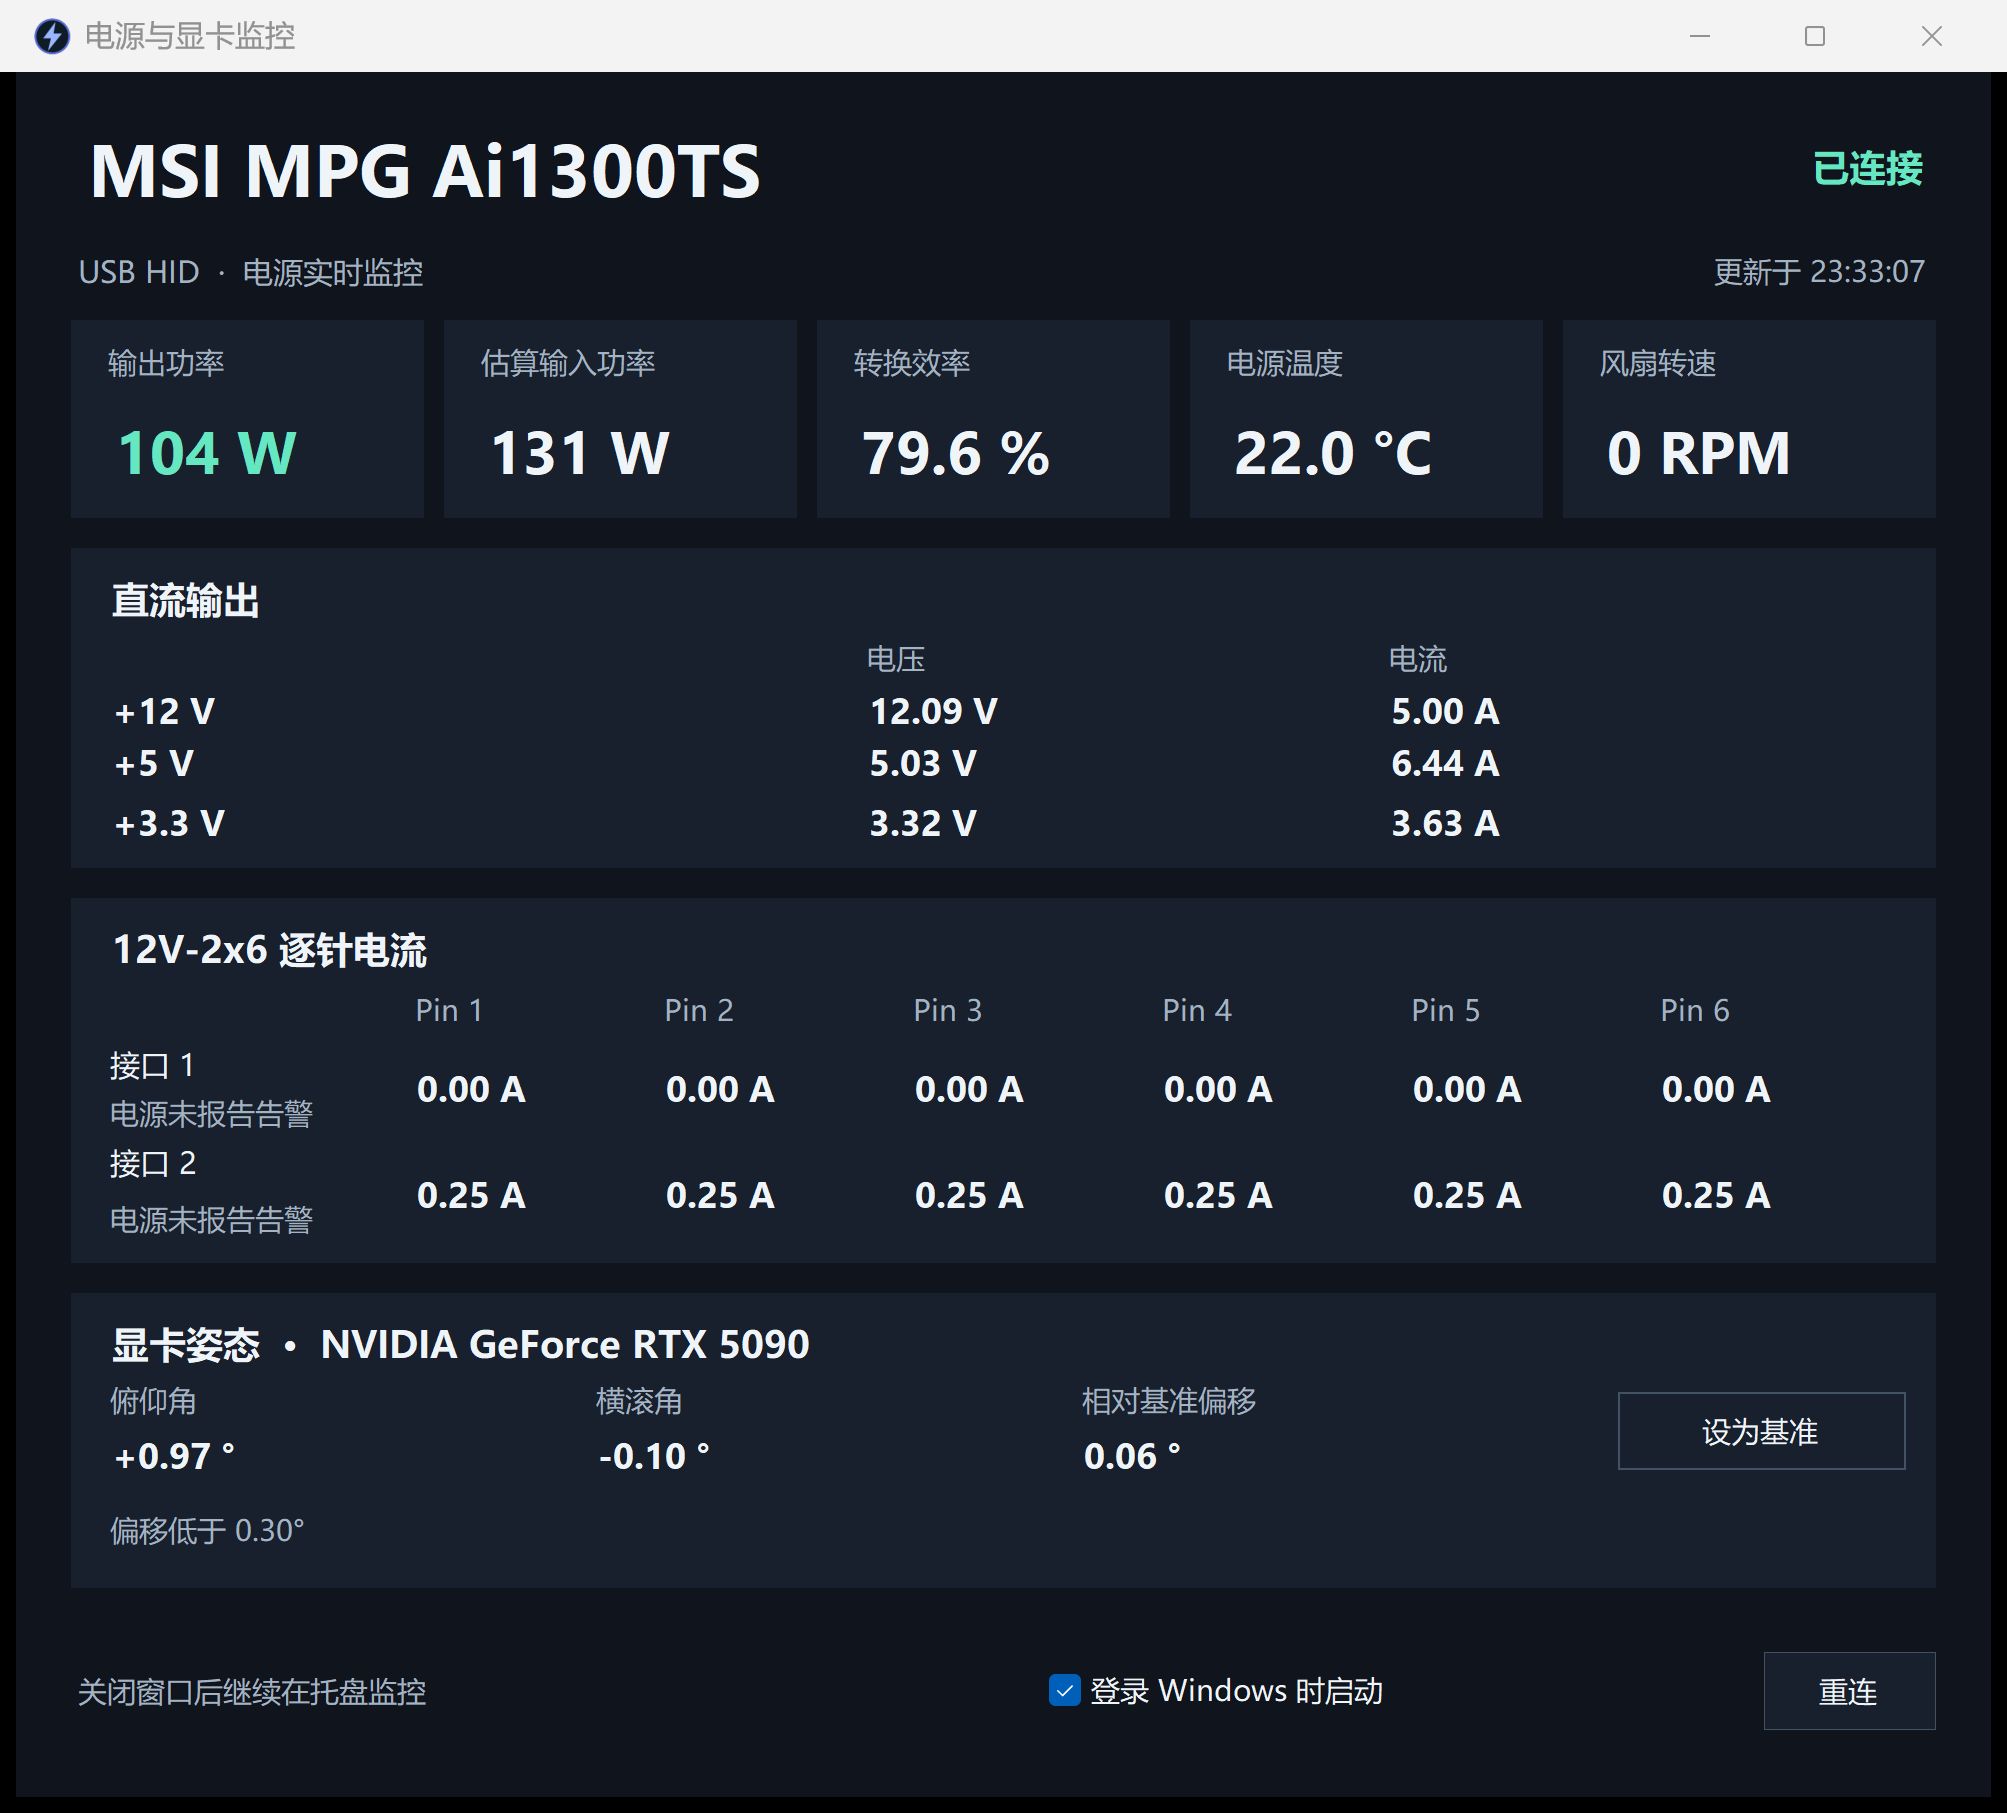 电源与显卡监控
MSI MPG Ai1300TS
已连接
USB HID · 电源实时监控
更新于 23:33:07
输出功率 估算输入功率 转换效率 电源温度 风扇转速
104 W 131 W 79.6 % 22.0 °C 0 RPM
直流输出
电压 电流
+12 V 12.09 V 5.00 A
+5 V 5.03 V 6.44 A
+3.3 V 3.32 V 3.63 A
12V-2x6 逐针电流
Pin 1 Pin 2 Pin 3 Pin 4 Pin 5 Pin 6
接口 1
0.00 A 0.00 A 0.00 A 0.00 A 0.00 A 0.00 A
电源未报告告警
接口 2
0.25 A 0.25 A 0.25 A 0.25 A 0.25 A 0.25 A
电源未报告告警
显卡姿态 • NVIDIA GeForce RTX 5090
俯仰角 横滚角 相对基准偏移
+0.97 ° -0.10 ° 0.06 °
设为基准
偏移低于 0.30°
关闭窗口后继续在托盘监控
登录 Windows 时启动
重连